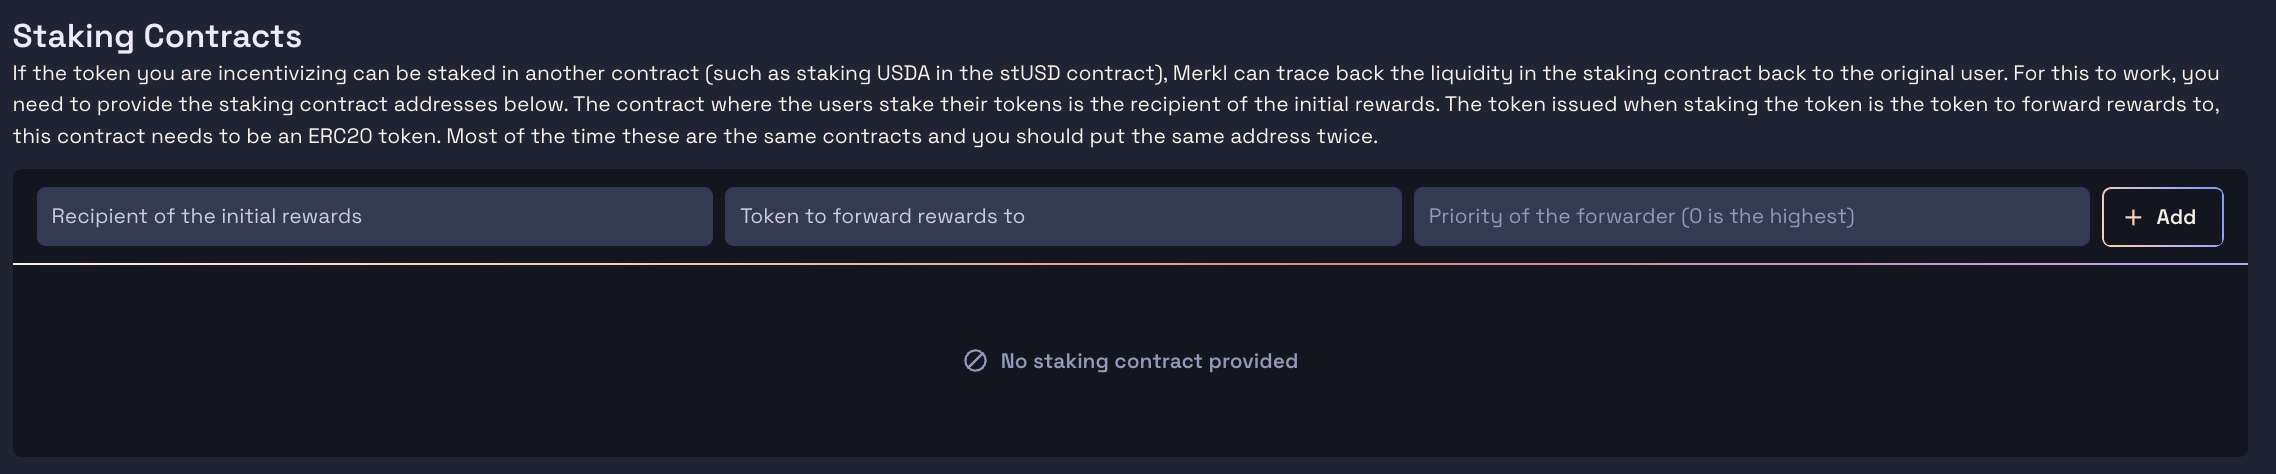 Staking Contracts
If the token you are incentivizing can be staked in another contract (such as staking USDA in the stUSD contract), Merkl can trace back the liquidity in the staking contract back to the original user. For this to work, you
need to provide the staking contract addresses below. The contract where the users stake their tokens is the recipient of the initial rewards. The token issued when staking the token is the token to forward rewards to,
this contract needs to be an ERC20 token. Most of the time these are the same contracts and you should put the same address twice.
Recipient of the initial rewards
Token to forward rewards to
Priority of the forwarder (0 is the highest)
+ Add
No staking contract provided